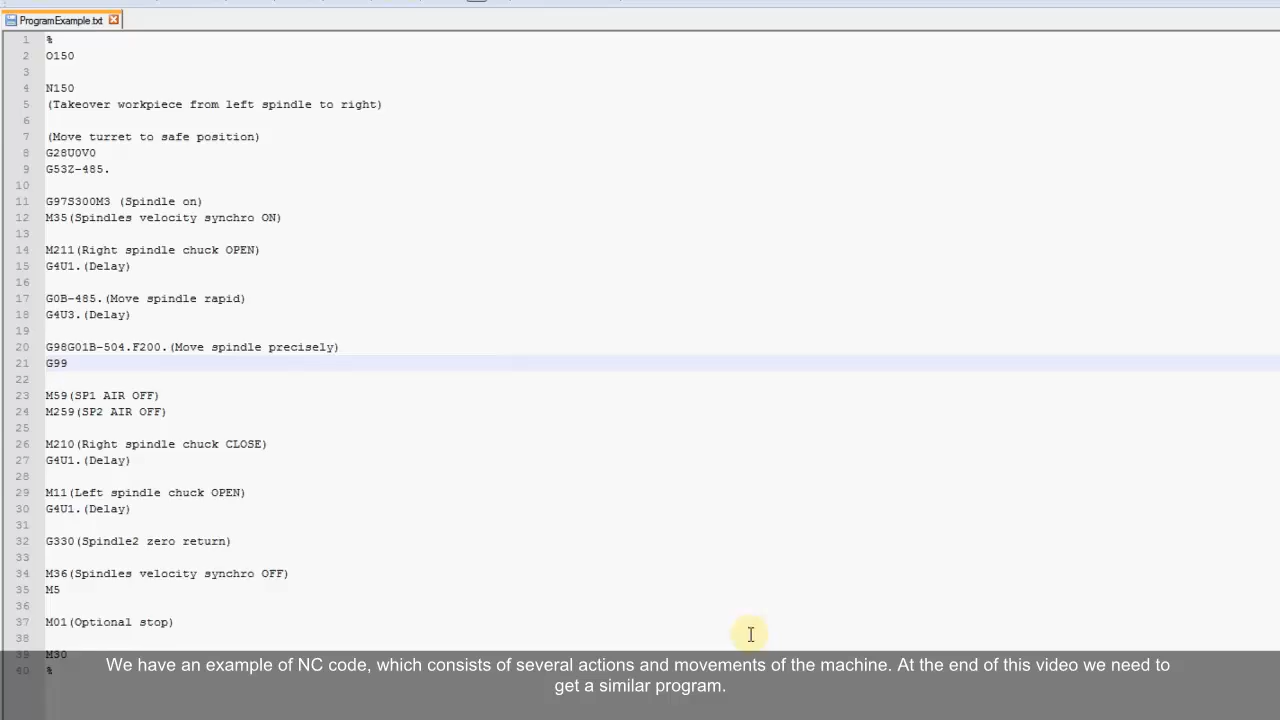 ProgramExample.txt
1 %
2 O150
3
4 N150
5 (Takeover workpiece from left spindle to right)
6
7 (Move turret to safe position)
8 G28U0V0
9 G53Z-485.
10
11 G97S300M3 (Spindle on)
12 M35(Spindles velocity synchro ON)
13
14 M211(Right spindle chuck OPEN)
15 G4U1.(Delay)
16
17 G0B-485.(Move spindle rapid)
18 G4U3.(Delay)
19
20 G98G01B-504.F200.(Move spindle precisely)
21 G99
22
23 M59(SP1 AIR OFF)
24 M259(SP2 AIR OFF)
25
26 M210(Right spindle chuck CLOSE)
27 G4U1.(Delay)
28
29 M11(Left spindle chuck OPEN)
30 G4U1.(Delay)
31
32 G330(Spindle2 zero return)
33
34 M36(Spindles velocity synchro OFF)
35 M5
36
37 M01(Optional stop)
38
39 M30
40 %
We have an example of NC code, which consists of several actions and movements of the machine. At the end of this video we need to
get a similar program.